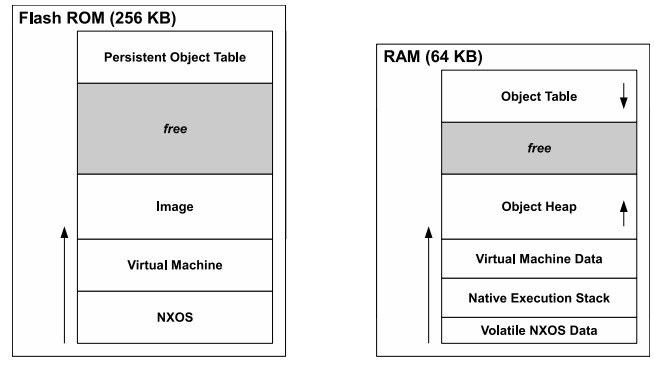 Flash ROM (256 KB)
Persistent Object Table
free
Image
Virtual Machine
NXOS
RAM (64 KB)
Object Table
free
Object Heap
Virtual Machine Data
Native Execution Stack
Volatile NXOS Data